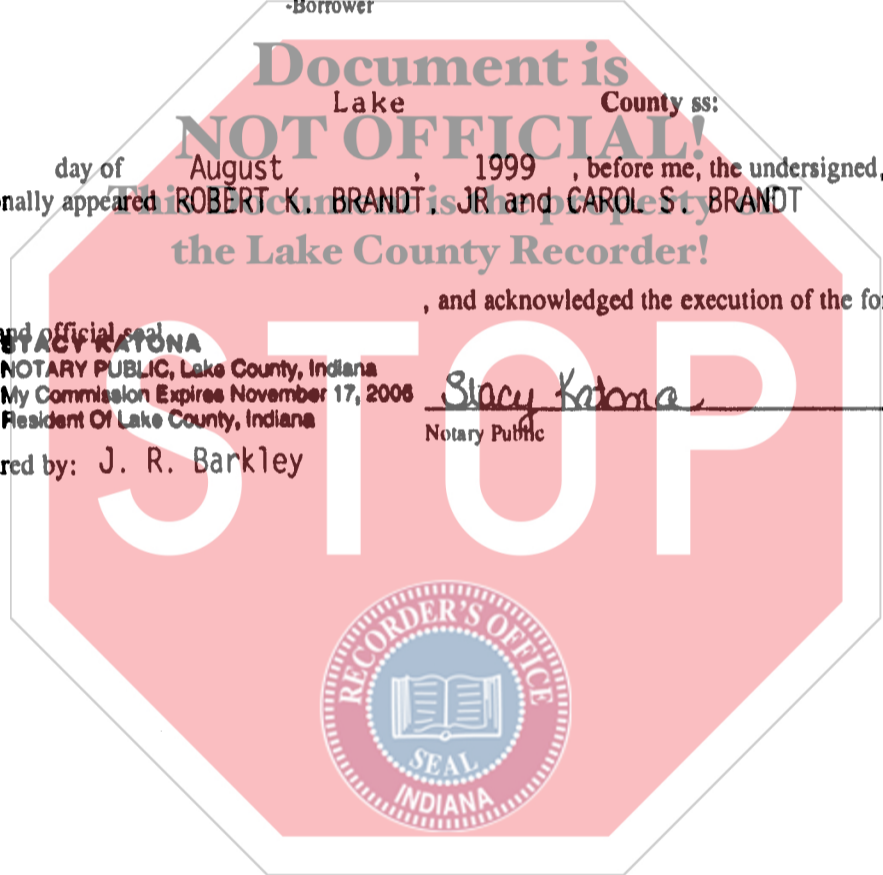 -Borrower
Document is
Lake County ss:
NOT OFFICIAL!
day of August , 1999 , before me, the undersigned,
nally appeared ROBERT K. BRANDT, JR and CAROL S. BRANDT
This Document is the property of
the Lake County Recorder!
, and acknowledged the execution of the fo
and official seal
STACY KATONA
NOTARY PUBLIC, Lake County, Indiana
My Commission Expires November 17, 2006
Resident Of Lake County, Indiana
Stacy Katona
Notary Public
red by: J. R. Barkley
STOP
RECORDER'S OFFICE
SEAL
INDIANA